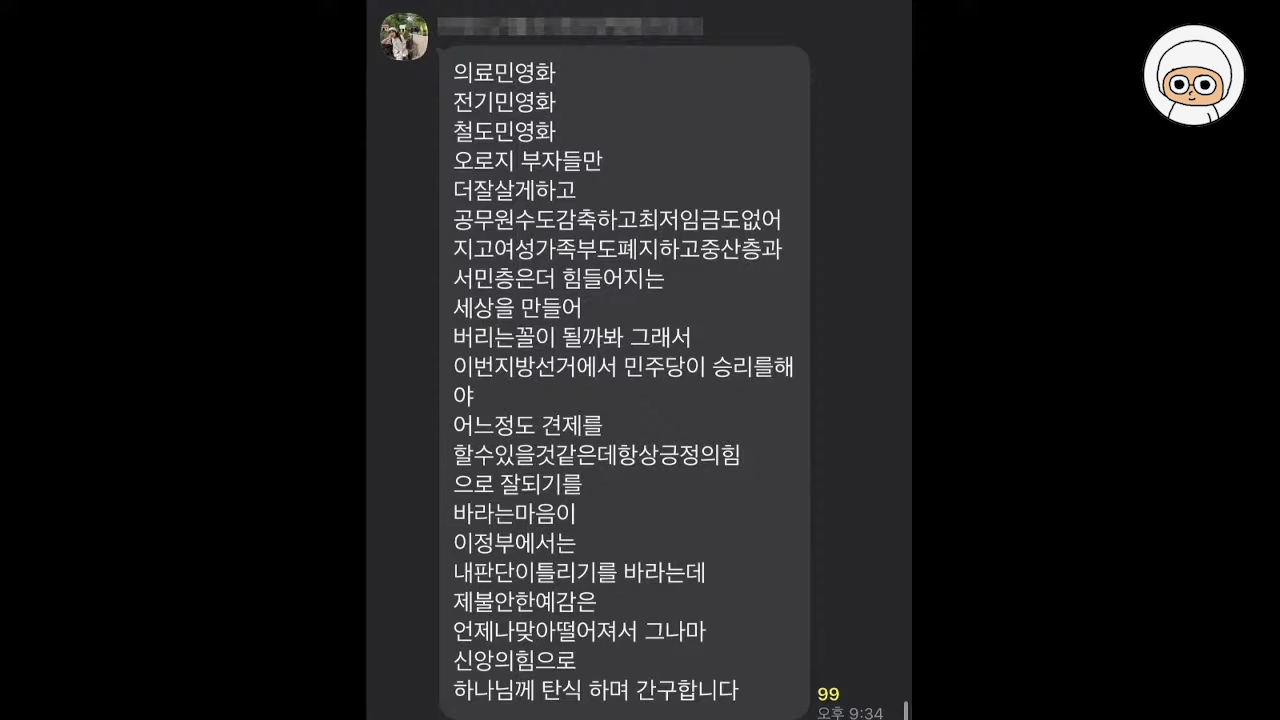 의료민영화
전기민영화
철도민영화
오로지 부자들만
더잘살게하고
공무원수도감축하고최저임금도없어
지고여성가족부도폐지하고중산층과
서민층은더 힘들어지는
세상을 만들어
버리는꼴이 될까봐 그래서
이번지방선거에서 민주당이 승리를해
야
어느정도 견제를
할수있을것같은데항상긍정의힘
으로 잘되기를
바라는마음이
이정부에서는
내판단이틀리기를 바라는데
제불안한예감은
언제나맞아떨어져서 그나마
신앙의힘으로
하나님께 탄식 하며 간구합니다
99
오후 9:34